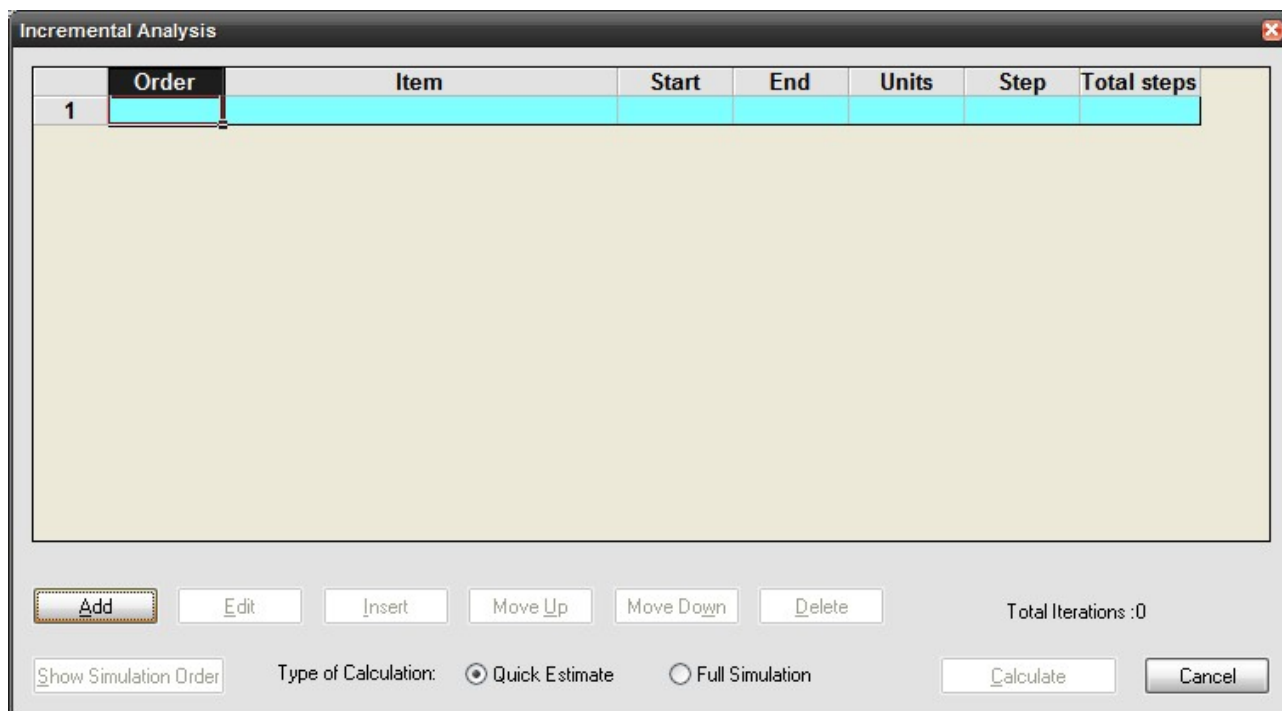 Incremental Analysis
Order Item Start End Units Step Total steps
1
Add Edit Insert Move Up Move Down Delete Total Iterations :0
Show Simulation Order Type of Calculation: Quick Estimate Full Simulation Calculate Cancel